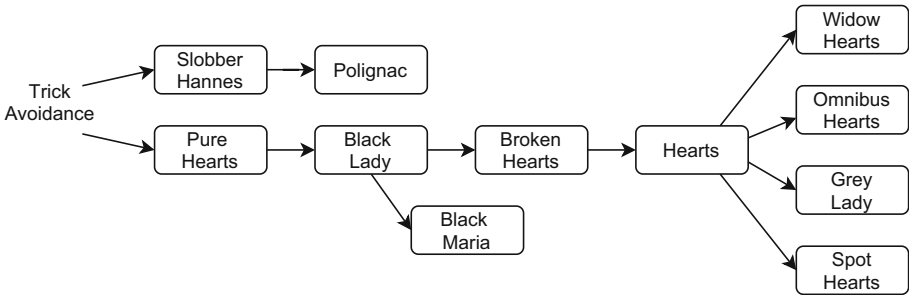 Trick
Avoidance
Slobber
Hannes
Polignac
Pure
Hearts
Black
Lady
Black
Maria
Broken
Hearts
Hearts
Widow
Hearts
Omnibus
Hearts
Grey
Lady
Spot
Hearts